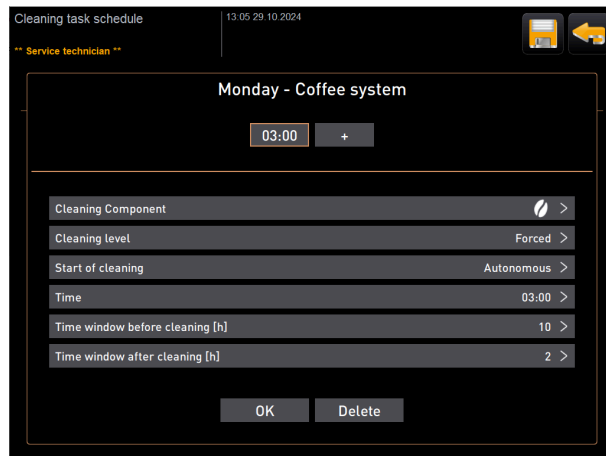 Cleaning task schedule
13:05 29.10.2024
** Service technician **
Monday - Coffee system
03:00 +
Cleaning Component >
Cleaning level Forced >
Start of cleaning Autonomous >
Time 03:00 >
Time window before cleaning [h] 10 >
Time window after cleaning [h] 2 >
OK Delete